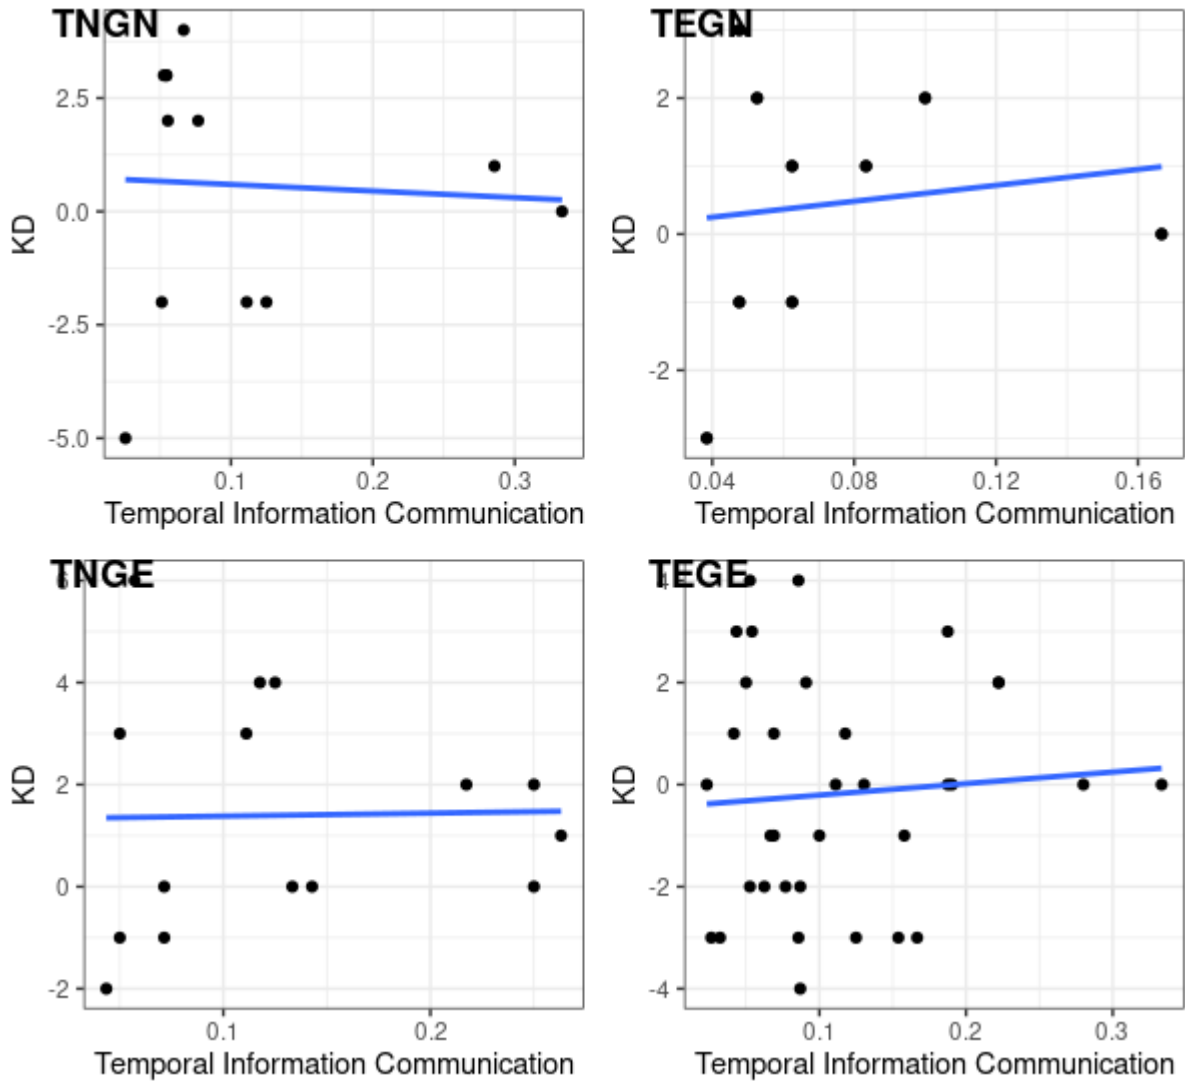 TNGN
2.5
0.0
-2.5
-5.0
KD
0.1 0.2 0.3
Temporal Information Communication
TEGN
2
0
-2
KD
0.04 0.08 0.12 0.16
Temporal Information Communication
TNGE
6
4
2
0
-2
KD
0.1 0.2
Temporal Information Communication
TEGE
4
2
0
-2
-4
KD
0.1 0.2 0.3
Temporal Information Communication